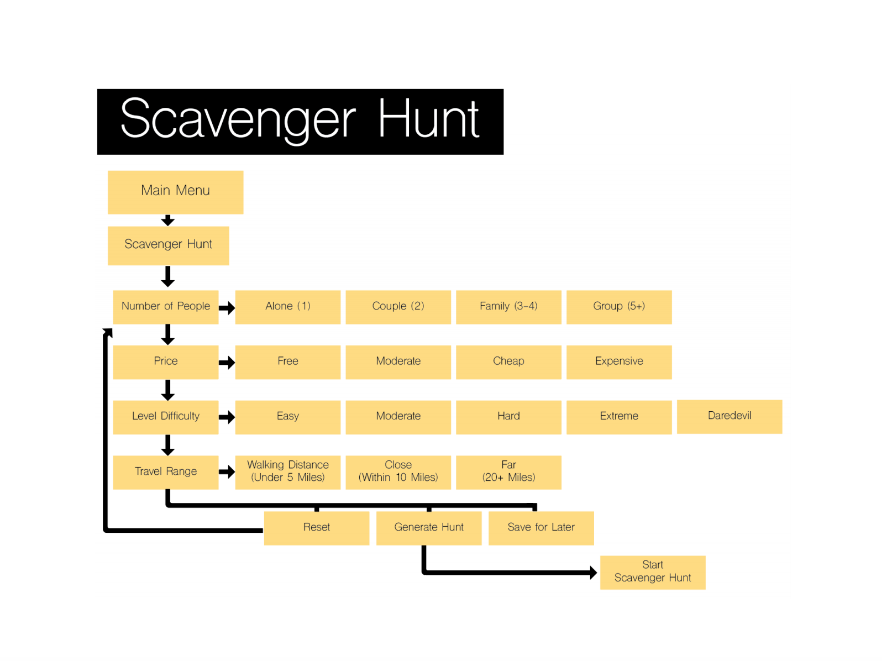 Scavenger Hunt
Main Menu
Scavenger Hunt
Number of People
Alone (1)
Couple (2)
Family (3-4)
Group (5+)
Price
Free
Moderate
Cheap
Expensive
Level Difficulty
Easy
Moderate
Hard
Extreme
Daredevil
Travel Range
Walking Distance
(Under 5 Miles)
Close
(Within 10 Miles)
Far
(20+ Miles)
Reset
Generate Hunt
Save for Later
Start
Scavenger Hunt